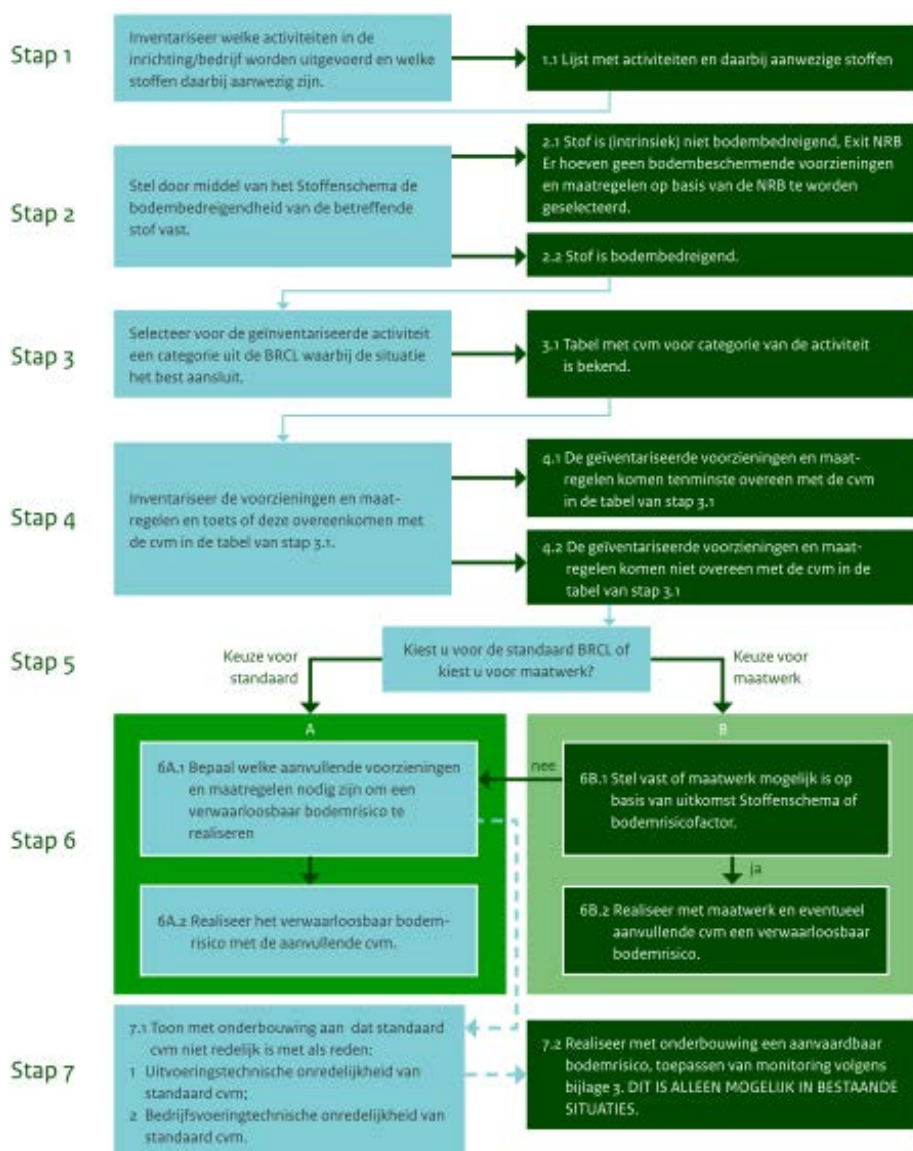 Stap 1
Inventariseer welke activiteiten in de
inrichting/bedrijf worden uitgevoerd en welke
stoffen daarbij aanwezig zijn.
1.1 Lijst met activiteiten en daarbij aanwezige stoffen
Stap 2
Stel door middel van het Stoffenschema de
bodembedreigendheid van de betreffende
stof vast.
2.1 Stof is (intrinsiek) niet bodembedreigend, Exit NRB
Er hoeven geen bodembeschermende voorzieningen
en maatregelen op basis van de NRB te worden
geselecteerd.
2.2 Stof is bodembedreigend.
Stap 3
Selecteer voor de geïnventariseerde activiteit
een categorie uit de BRCL waarbij de situatie
het best aansluit.
3.1 Tabel met cvm voor categorie van de activiteit
is bekend.
Stap 4
Inventariseer de voorzieningen en maat-
regelen en toets of deze overeenkomen met
de cvm in de tabel van stap 3.1.
4.1 De geïventariseerde voorzieningen en maat-
regelen komen tenminste overeen met de cvm
in de tabel van stap 3.1
4.2 De geïventariseerde voorzieningen en maat-
regelen komen niet overeen met de cvm in de
tabel van stap 3.1
Stap 5
Keuze voor
standaard
Kiest u voor de standaard BRCL of
kiest u voor maatwerk?
Keuze voor
maatwerk
Stap 6
A
6A.1 Bepaal welke aanvullende voorzieningen
en maatregelen nodig zijn om een
verwaarloosbaar bodemrisico te
realiseren
6A.2 Realiseer het verwaarloosbaar bodem-
risico met de aanvullende cvm.
nee
B
6B.1 Stel vast of maatwerk mogelijk is op
basis van uitkomst Stoffenschema of
bodemrisicofactor.
ja
6B.2 Realiseer met maatwerk en eventueel
aanvullende cvm een verwaarloosbaar
bodemrisico.
Stap 7
7.1 Toon met onderbouwing aan dat standaard
cvm niet redelijk is met als reden:
1 Uitvoeringstechnische onredelijkheid van
standaard cvm;
2 Bedrijfsvoeringtechnische onredelijkheid van
standaard cvm.
7.2 Realiseer met onderbouwing een aanvaardbaar
bodemrisico, toepassen van monitoring volgens
bijlage 3. DIT IS ALLEEN MOGELIJK IN BESTAANDE
SITUATIES.